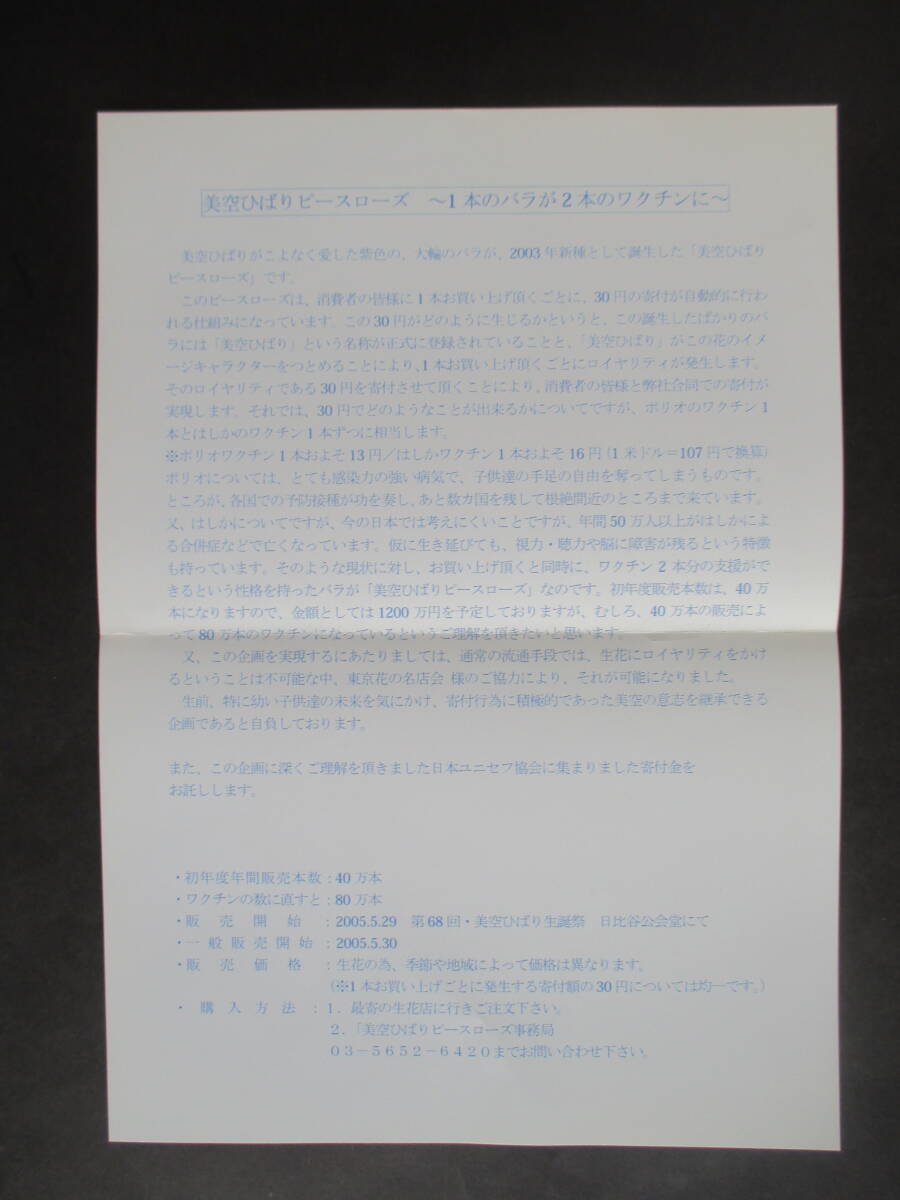 美空ひばりピースローズ　～1本のバラが2本のワクチンに～
美空ひばりがこよなく愛した紫色の、大輪のバラが、2003年新種として誕生した「美空ひばり
ピースローズ」です。
このピースローズは、消費者の皆様に1本お買い上げ頂くごとに、30円の寄付が自動的に行わ
れる仕組みになっています。この30円がどのように生じるかというと、この誕生したばかりのバ
ラには「美空ひばり」という名称が正式に登録されていることと、「美空ひばり」がこの花のイメ
ージキャラクターをつとめることにより、1本お買い上げ頂くごとにロイヤリティが発生します。
そのロイヤリティである30円を寄付させて頂くことにより、消費者の皆様と弊社合同での寄付が
実現します。それでは、30円でどのようなことが出来るかについてですが、ポリオのワクチン1
本とはしかのワクチン1本ずつに相当します。
※ポリオワクチン1本およそ13円／はしかワクチン1本およそ16円(1米ドル＝107円で換算)
ポリオについては、とても感染力の強い病気で、子供達の手足の自由を奪ってしまうものです。
ところが、各国での予防接種が功を奏し、あと数カ国を残して根絶間近のところまで来ています。
又、はしかについてですが、今の日本では考えにくいことですが、年間50万人以上がはしかによ
る合併症などで亡くなっています。仮に生き延びても、視力・聴力や脳に障害が残るという特徴
も持っています。そのような現状に対し、お買い上げ頂くと同時に、ワクチン2本分の支援がで
きるという性格を持ったバラが「美空ひばりピースローズ」なのです。初年度販売本数は、40万
本になりますので、金額としては1200万円を予定しておりますが、むしろ、40万本の販売によ
って80万本のワクチンになっているというご理解を頂きたいと思います。
又、この企画を実現するにあたりましては、通常の流通手段では、生花にロイヤリティをかけ
るということは不可能な中、東京花の名店会 様のご協力により、それが可能になりました。
生前、特に幼い子供達の未来を気にかけ、寄付行為に積極的であった美空の意志を継承できる
企画であると自負しております。
また、この企画に深くご理解を頂きました日本ユニセフ協会に集まりました寄付金を
お託しします。
・初年度年間販売本数：40万本
・ワクチンの数に直すと：80万本
・販　売　開　始　：2005.5.29　第68回・美空ひばり生誕祭　日比谷公会堂にて
・一般販売開始：2005.5.30
・販　売　価　格　：生花の為、季節や地域によって価格は異なります。
(※1本お買い上げごとに発生する寄付額の30円については均一です。)
・　購　入　方　法　：１．最寄の生花店に行きご注文下さい。
２．「美空ひばりピースローズ事務局
０３－５６５２－６４２０までお問い合わせ下さい。